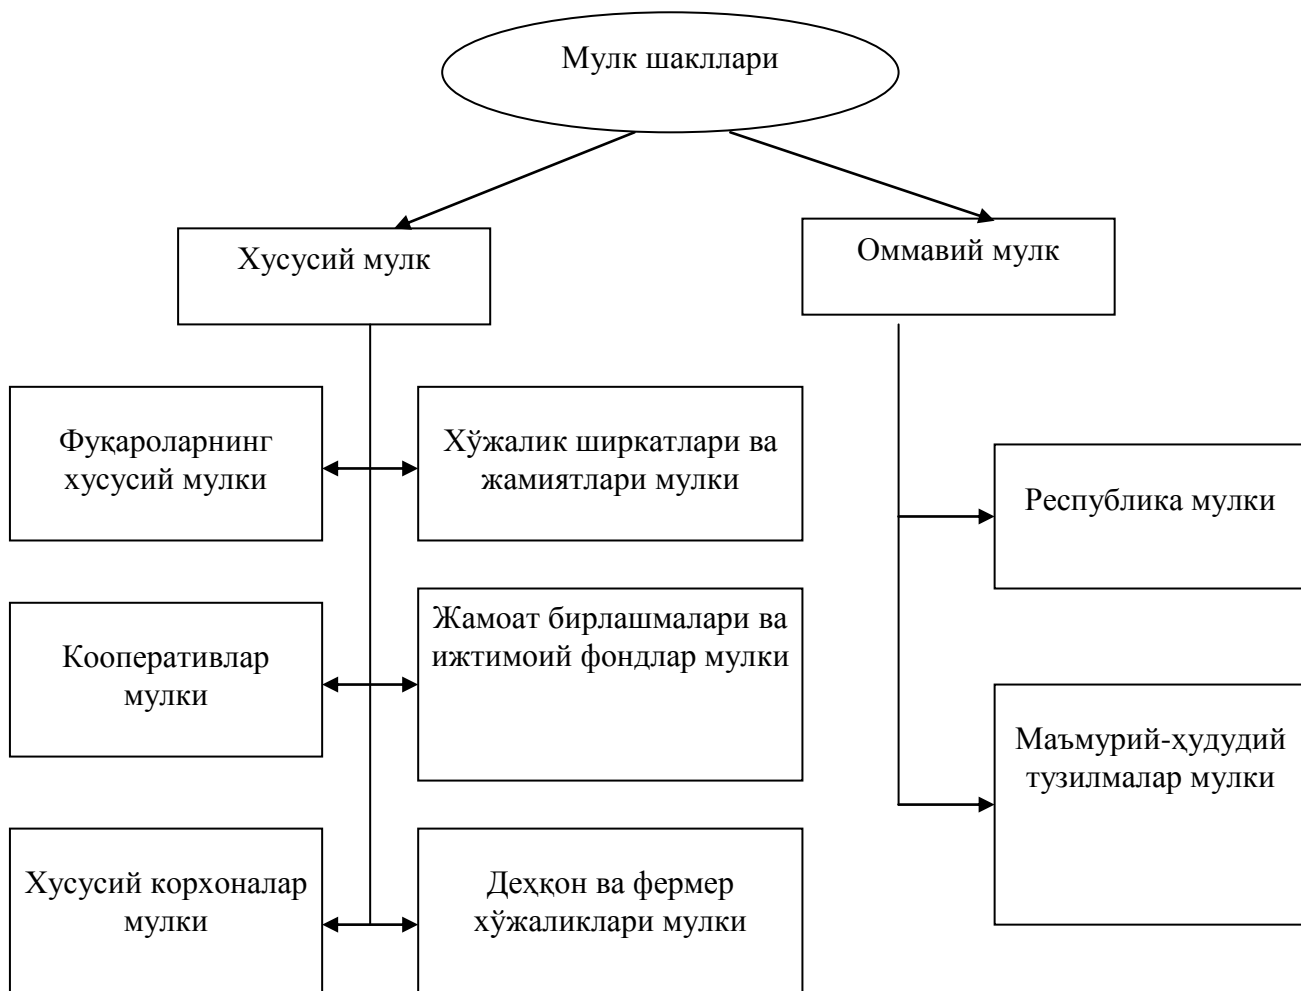 Мулк шакллари
Хусусий мулк
Оммавий мулк
Фуқароларнинг
хусусий мулки
Хўжалик ширкатлари ва
жамиятлари мулки
Республика мулки
Кооперативлар
мулки
Жамоат бирлашмалари ва
ижтимоий фондлар мулки
Маъмурий-ҳудудий
тузилмалар мулки
Хусусий корхоналар
мулки
Деҳқон ва фермер
хўжаликлари мулки